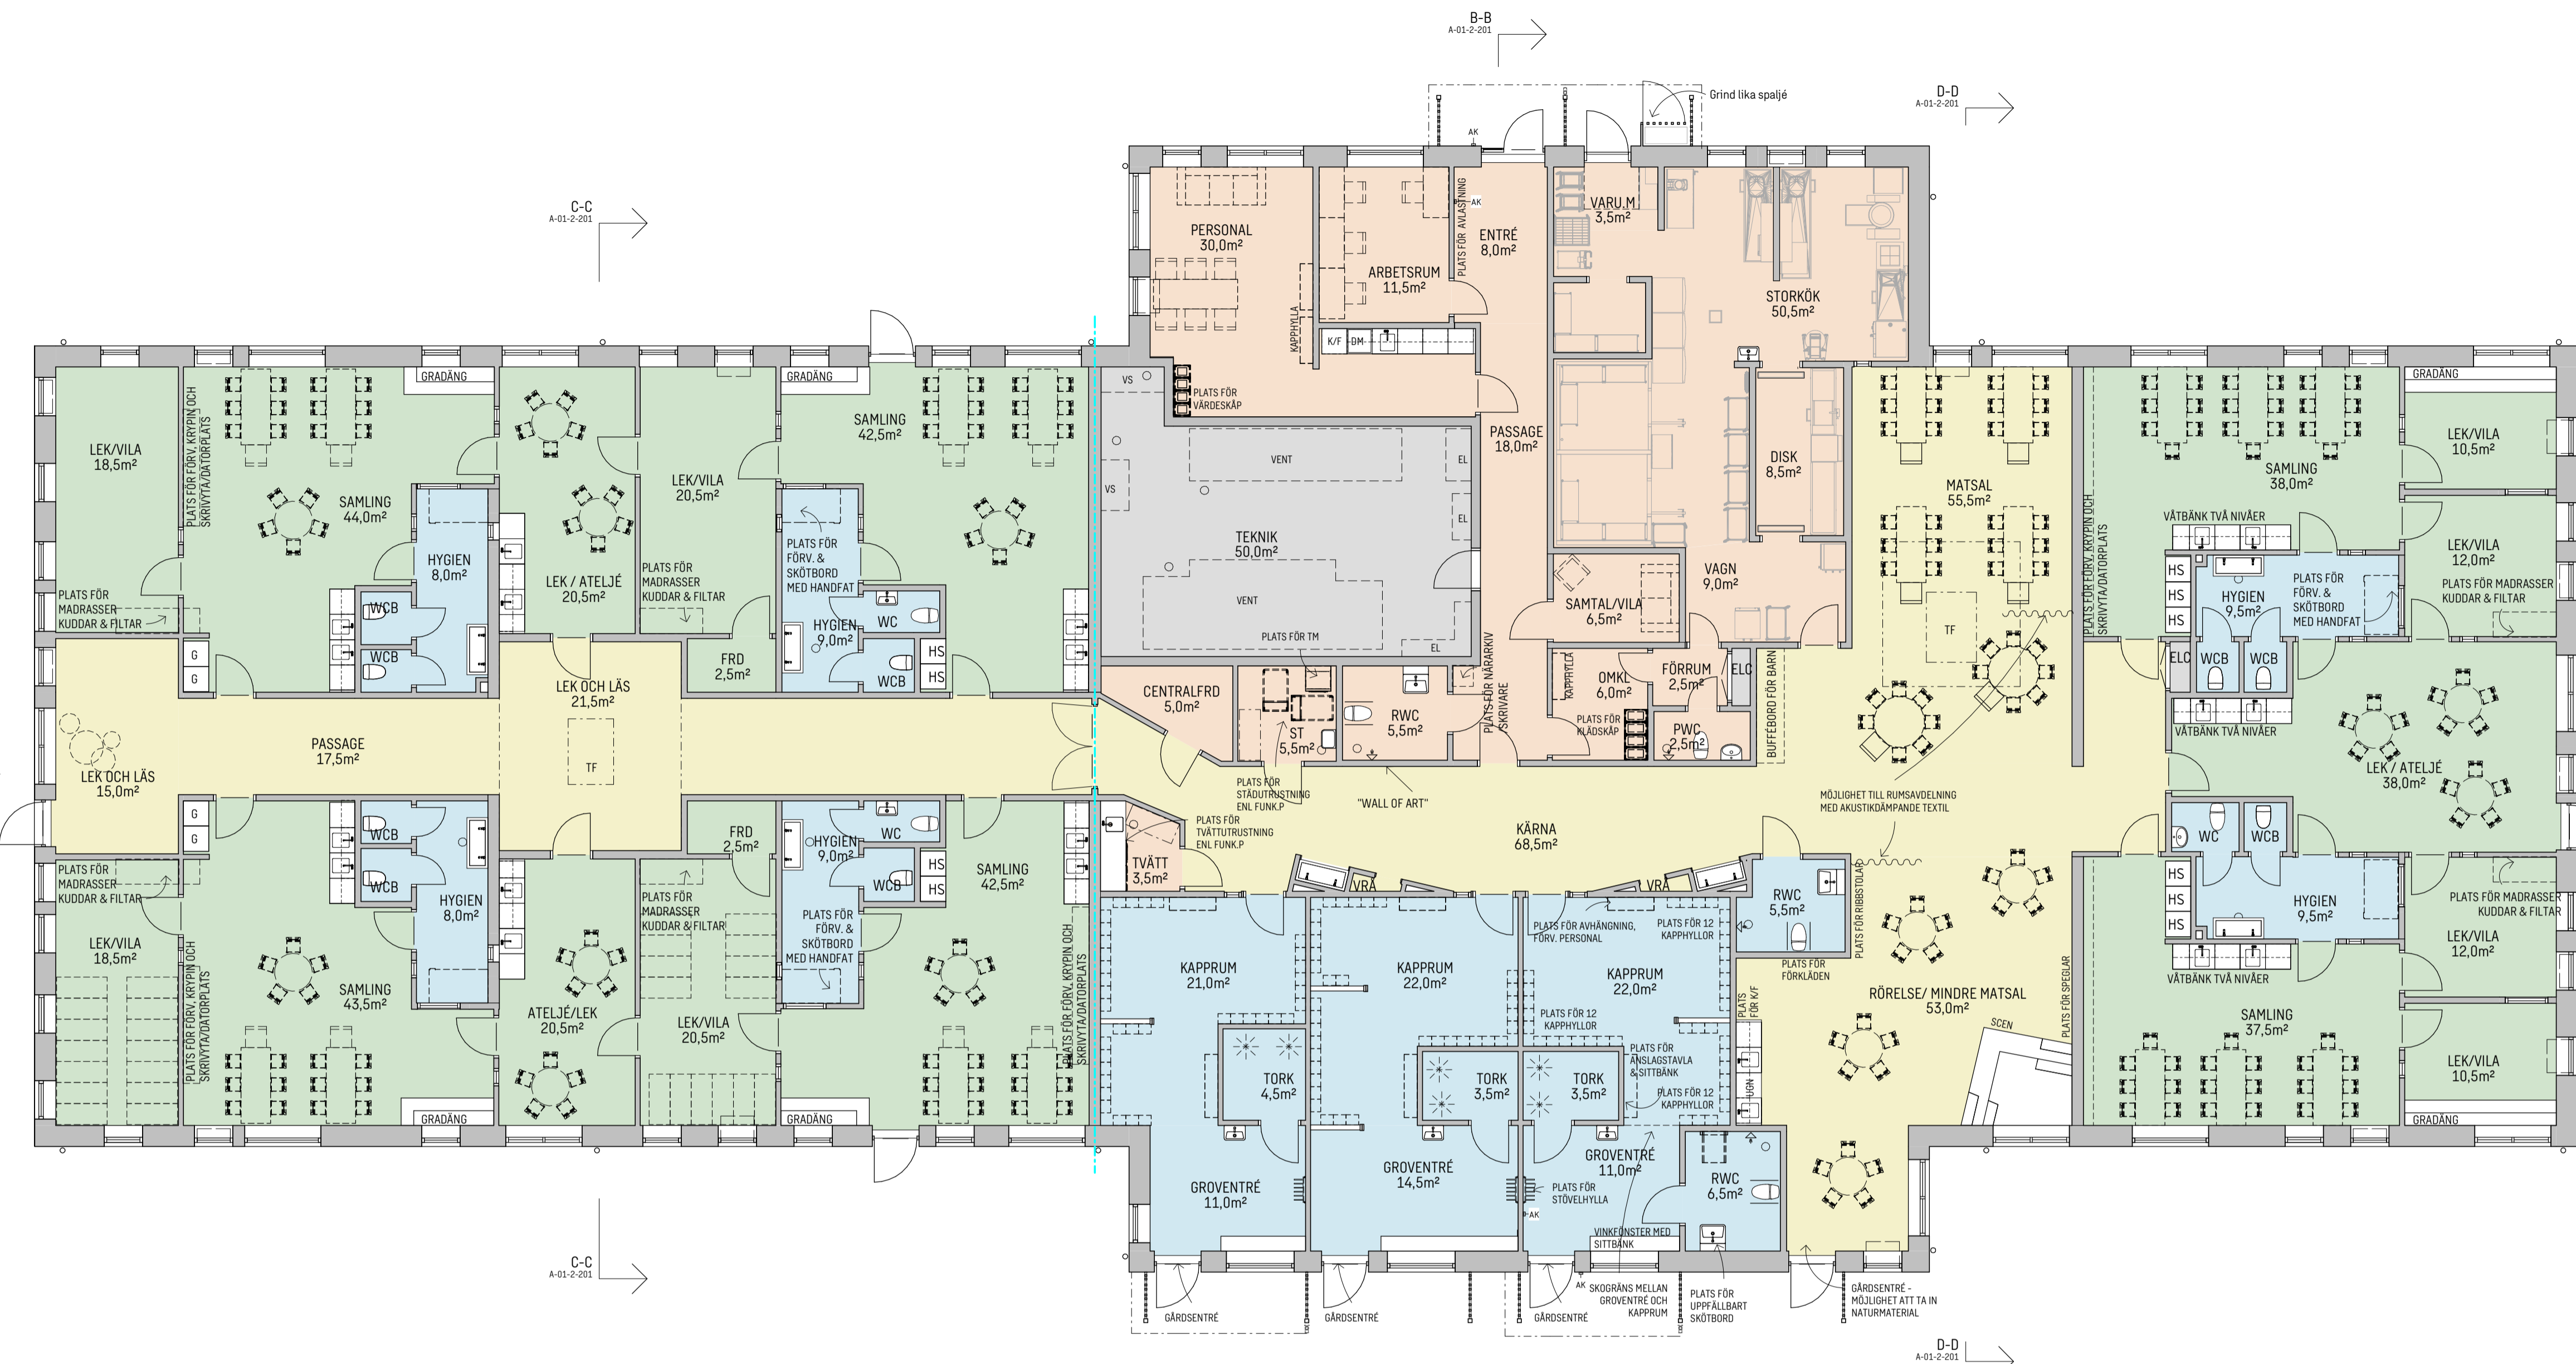 B-B
A-01-2-201
D-D
A-01-2-201
Grind lika spaljé
C-C
A-01-2-201
AK
PERSONAL
30,0m²
KAPPHYLLA
ARBETSRUM
11,5m²
PLATS FÖR AVLASTNING
AK
ENTRÉ
8,0m²
VARU.M
3,5m²
STORKÖK
50,5m²
K/F
DM
PLATS FÖR
VÄRDESKÅP
PASSAGE
18,0m²
DISK
8,5m²
VAGN
9,0m²
SAMTAL/VILA
6,5m²
VS
VS
VENT
EL
EL
TEKNIK
50,0m²
VENT
PLATS FÖR TM
EL
LEK/VILA
18,5m²
PLATS FÖR
MADRASSER
KUDDAR & FILTAR
PLATS FÖR FÖRV, KRYPIN OCH
SKRIVYTA/DATORPLATS
GRADÄNG
SAMLING
44,0m²
HYGIEN
8,0m²
WCB
WCB
G
G
LEK / ATELJÉ
20,5m²
LEK/VILA
20,5m²
PLATS FÖR
MADRASSER
KUDDAR & FILTAR
FRD
2,5m²
GRADÄNG
SAMLING
42,5m²
PLATS FÖR
FÖRV. &
SKÖTBORD
MED HANDFAT
HYGIEN
9,0m²
WC
WCB
HS
HS
MATSAL
55,5m²
TF
PLATS FÖR FÖRV. KRYPIN OCH
SKRIVYTA/DATORPLATS
SAMLING
38,0m²
GRADÄNG
LEK/VILA
10,5m²
LEK/VILA
12,0m²
PLATS FÖR MADRASSER
KUDDAR & FILTAR
VÅTBÄNK TVÅ NIVÅER
HS
HS
HS
HYGIEN
9,5m²
PLATS FÖR
FÖRV. &
SKÖTBORD
MED HANDFAT
ELC
WCB
WCB
VÅTBÄNK TVÅ NIVÅER
LEK / ATELJÉ
38,0m²
LEK OCH LÄS
15,0m²
PASSAGE
17,5m²
LEK OCH LÄS
21,5m²
TF
CENTRALFRD
5,0m²
ST
5,5m²
RWC
5,5m²
PLATS FÖR NÄRARKIV
/SKRIVARE
KAPPHYLLA
OMKL
6,0m²
PLATS FÖR
KLÄDSKÅP
FÖRRUM
2,5m²
ELC
PWC
2,5m²
BUFFÉBORD FÖR BARN
PLATS FÖR
STÄDUTRUSTNING
ENL FUNK.P
"WALL OF ART"
PLATS FÖR
TVÄTTUTRUSTNING
ENL FUNK.P
KÄRNA
68,5m²
MÖJLIGHET TILL RUMSAVDELNING
MED AKUSTIKDÄMPANDE TEXTIL
TVÄTT
3,5m²
VRÅ
VRÅ
G
G
WCB
WCB
HYGIEN
8,0m²
PLATS FÖR
MADRASSER
KUDDAR & FILTAR
LEK/VILA
18,5m²
PLATS FÖR FÖRV, KRYPIN OCH
SKRIVYTA/DATORPLATS
SAMLING
43,5m²
GRADÄNG
ATELJÉ/LEK
20,5m²
FRD
2,5m²
PLATS FÖR
MADRASSER
KUDDAR & FILTAR
LEK/VILA
20,5m²
HYGIEN
9,0m²
WC
WCB
HS
HS
PLATS FÖR
FÖRV. &
SKÖTBORD
MED HANDFAT
GRADÄNG
SAMLING
42,5m²
PLATS FÖR FÖRV, KRYPIN OCH
SKRIVYTA/DATORPLATS
KAPPRUM
21,0m²
TORK
4,5m²
GROVENTRÉ
11,0m²
KAPPRUM
22,0m²
TORK
3,5m²
GROVENTRÉ
14,5m²
PLATS FÖR AVHÄNGNING,
FÖRV. PERSONAL
PLATS FÖR 12
KAPPHYLLOR
KAPPRUM
22,0m²
PLATS FÖR 12
KAPPHYLLOR
PLATS FÖR
ANSLAGSTAVLA
& SITTBÄNK
PLATS FÖR 12
KAPPHYLLOR
TORK
3,5m²
GROVENTRÉ
11,0m²
PLATS FÖR
STÖVELHYLLA
AK
VINKFÖNSTER MED
SITTBÄNK
RWC
6,5m²
RWC
5,5m²
PLATS FÖR RIBBSTOLAR
PLATS FÖR
FÖRKLÄDEN
PLATS
FÖR K/F
UGN
RÖRELSE/ MINDRE MATSAL
53,0m²
SCEN
PLATS FÖR SPEGLAR
WC
WCB
HS
HS
HS
HYGIEN
9,5m²
VÅTBÄNK TVÅ NIVÅER
PLATS FÖR MADRASSER
KUDDAR & FILTAR
LEK/VILA
12,0m²
SAMLING
37,5m²
LEK/VILA
10,5m²
GRADÄNG
C-C
A-01-2-201
GÅRDSENTRÉ
GÅRDSENTRÉ
GÅRDSENTRÉ
AK
SKOGRÄNS MELLAN
GROVENTRÉ OCH
KAPPRUM
PLATS FÖR
UPPFÄLLBART
SKÖTBORD
GÅRDSENTRÉ -
MÖJLIGHET ATT TA IN
NATURMATERIAL
D-D
A-01-2-201